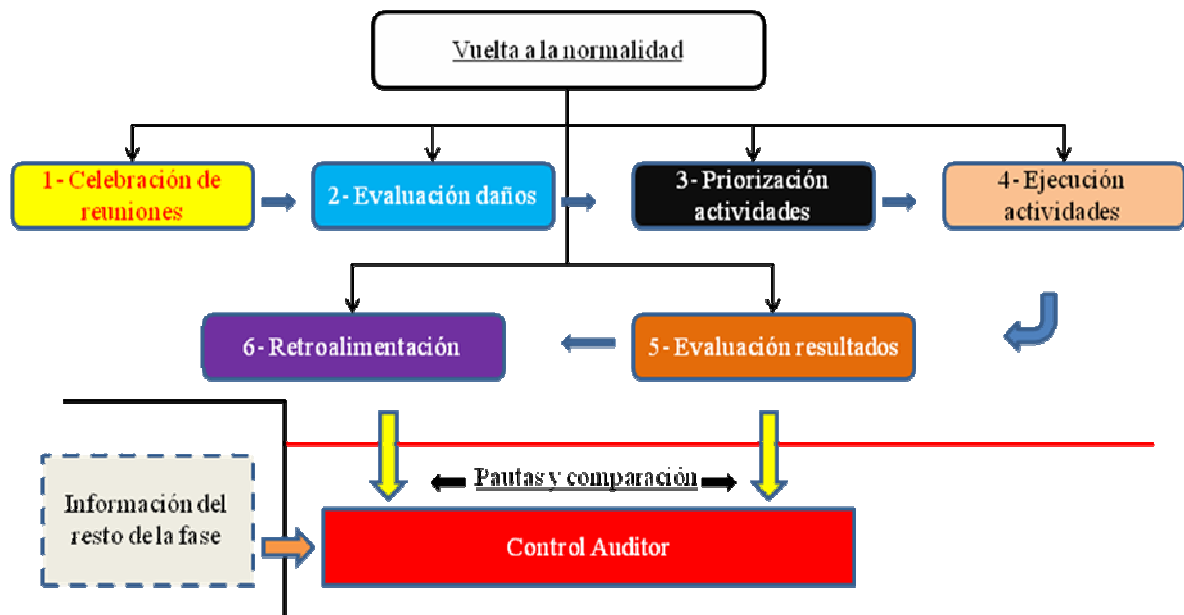 Vuelta a la normalidad
1- Celebración de
reuniones
2- Evaluación daños
3- Priorización
actividades
4- Ejecución
actividades
6- Retroalimentación
5- Evaluación resultados
Pautas y comparación
Información del
resto de la fase
Control Auditor